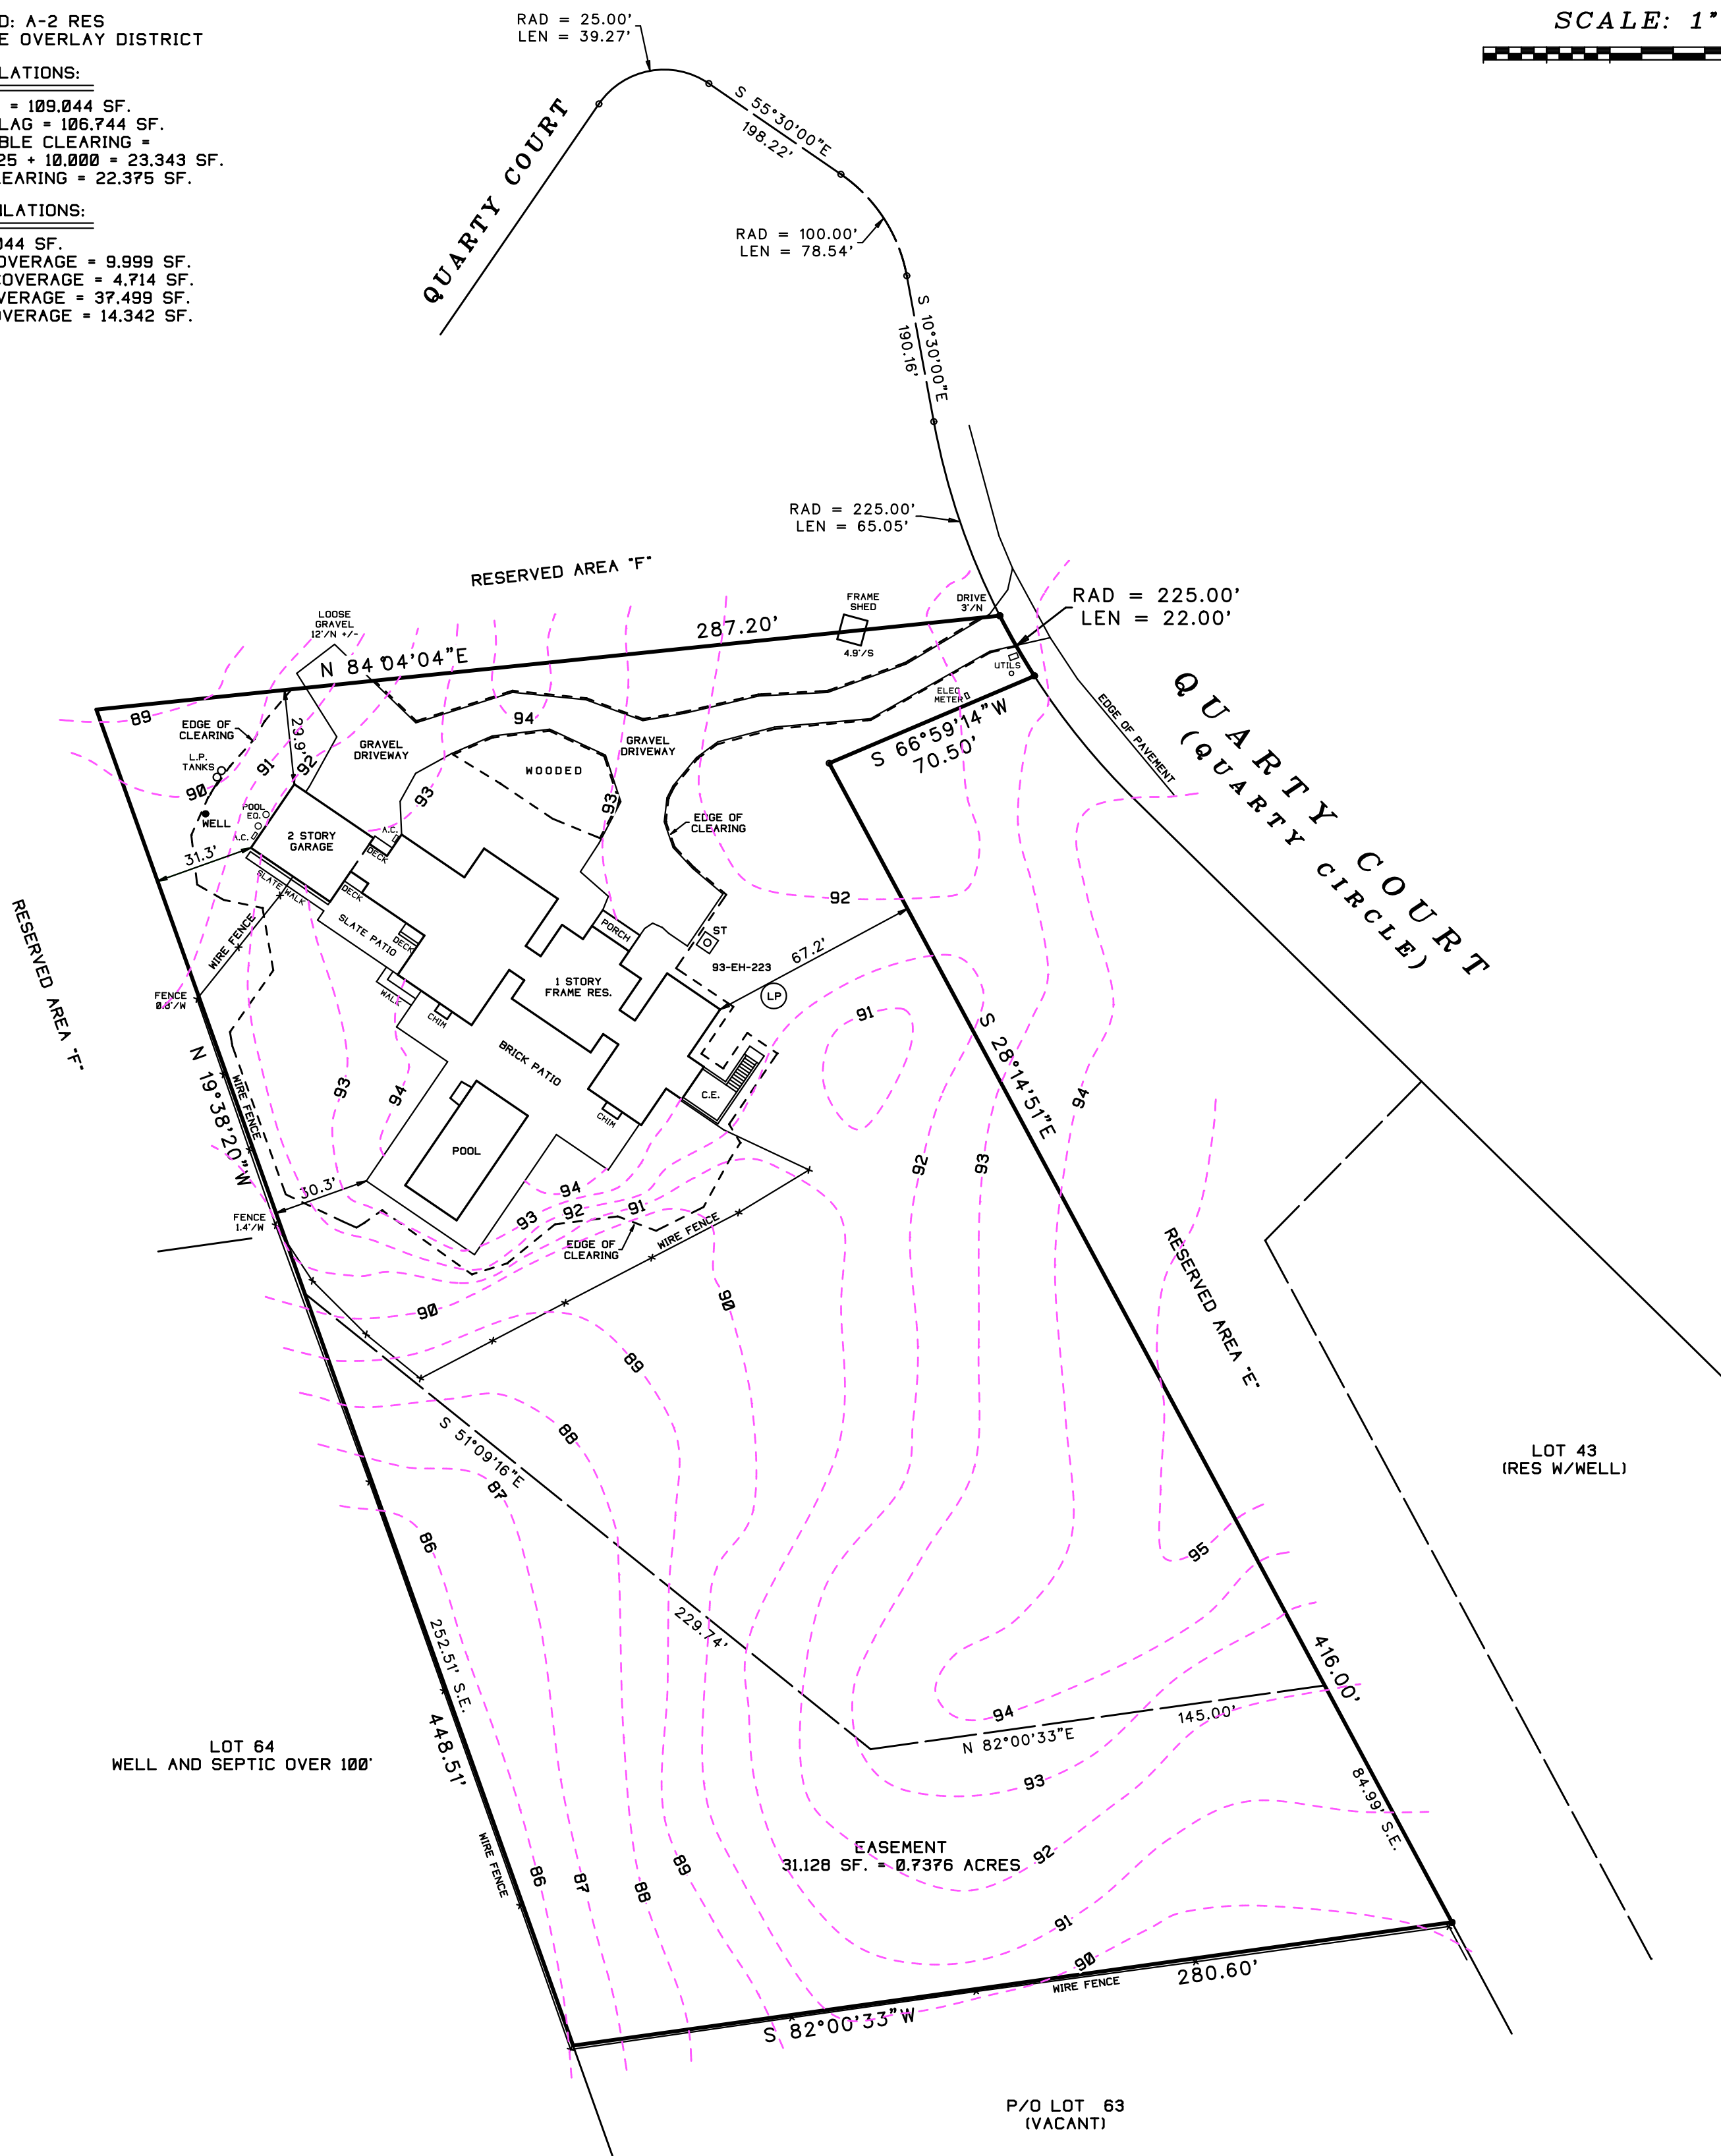 D: A-2 RES
E OVERLAY DISTRICT
LATIONS:
= 109,044 SF.
LAG = 106,744 SF.
BLE CLEARING =
25 + 10,000 = 23,343 SF.
EARING = 22,375 SF.
LATIONS:
044 SF.
OVERAGE = 9,999 SF.
COVERAGE = 4,714 SF.
VERAGE = 37,499 SF.
OVERAGE = 14,342 SF.
SCALE: 1"
RAD = 25.00'
LEN = 39.27'
QUARTY COURT
S 55°30'00"E
198.22'
RAD = 100.00'
LEN = 78.54'
S 10°30'00"E
190.16'
RAD = 225.00'
LEN = 65.05'
RESERVED AREA "F"
FRAME
SHED
4.9'/S
DRIVE
3'/N
RAD = 225.00'
LEN = 22.00'
LOOSE
GRAVEL
12'/N +/-
N 84°04'04"E
287.20'
UTILS
ELEC
METER
S 66°59'14"W
70.50'
EDGE OF PAVEMENT
QUARTY COURT
(QUARTY CIRCLE)
89
EDGE OF
CLEARING
29.9'
L.P.
TANKS
91
92
90
94
GRAVEL
DRIVEWAY
GRAVEL
DRIVEWAY
WOODED
93
93
EDGE OF
CLEARING
WELL
POOL
EQ.
A.C.
2 STORY
GARAGE
A.C.
DECK
31.3'
SLATE WALK
DECK
SLATE PATIO
DECK
92
PORCH
ST
67.2'
93-EH-223
LP
WIRE FENCE
RESERVED AREA "F"
FENCE
0.8'/W
WALK
CHIM
1 STORY
FRAME RES.
91
S 28°14'51"E
N 19°38'20"W
WIRE FENCE
93
94
BRICK PATIO
C.E.
CHIM
94
POOL
92
93
30.3'
FENCE
1.4'/W
94
93
92
91
EDGE OF
CLEARING
WIRE FENCE
RESERVED AREA "E"
90
90
89
88
S 51°09'16"E
87
86
95
LOT 43
(RES W/WELL)
229.74'
252.51' S.E.
448.51'
416.00'
94
145.00'
N 82°00'33"E
LOT 64
WELL AND SEPTIC OVER 100'
93
84.99' S.E.
EASEMENT
31,128 SF. = 0.7376 ACRES
92
WIRE FENCE
86
87
88
89
91
90
WIRE FENCE
280.60'
S 82°00'33"W
P/O LOT 63
(VACANT)